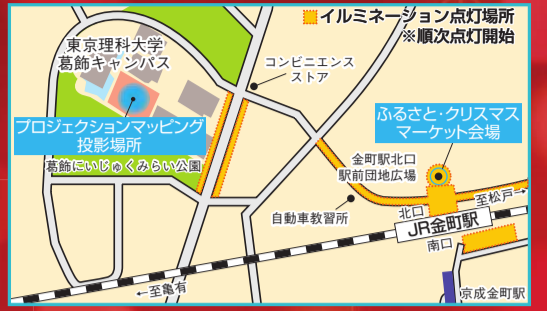 イルミネーション点灯場所
※順次点灯開始
東京理科大学
葛飾キャンパス
コンビニエンス
ストア
プロジェクションマッピング
投影場所
ふるさと・クリスマス
マーケット会場
葛飾にいじゅくみらい公園
金町駅北口
駅前団地広場
自動車教習所
北口
至松戸→
JR金町駅
南口
←至亀有
京成金町駅